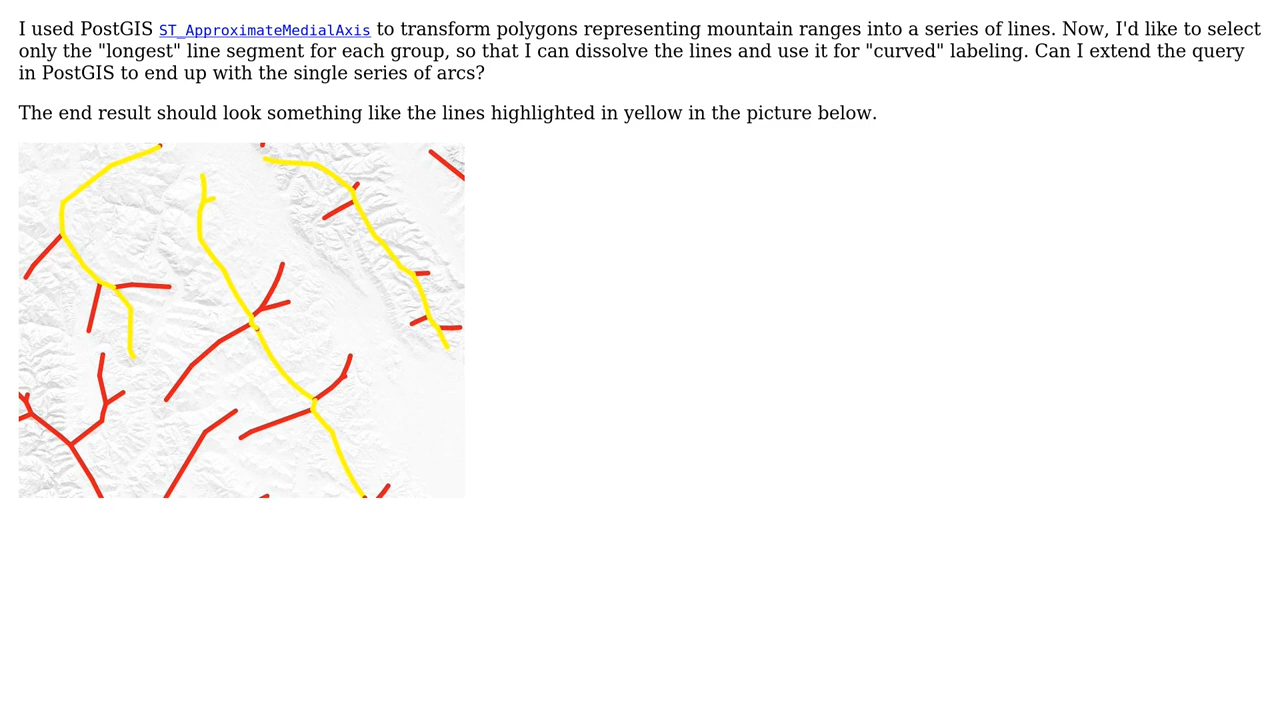 I used PostGIS ST_ApproximateMedialAxis to transform polygons representing mountain ranges into a series of lines. Now, I'd like to select
only the "longest" line segment for each group, so that I can dissolve the lines and use it for "curved" labeling. Can I extend the query
in PostGIS to end up with the single series of arcs?
The end result should look something like the lines highlighted in yellow in the picture below.